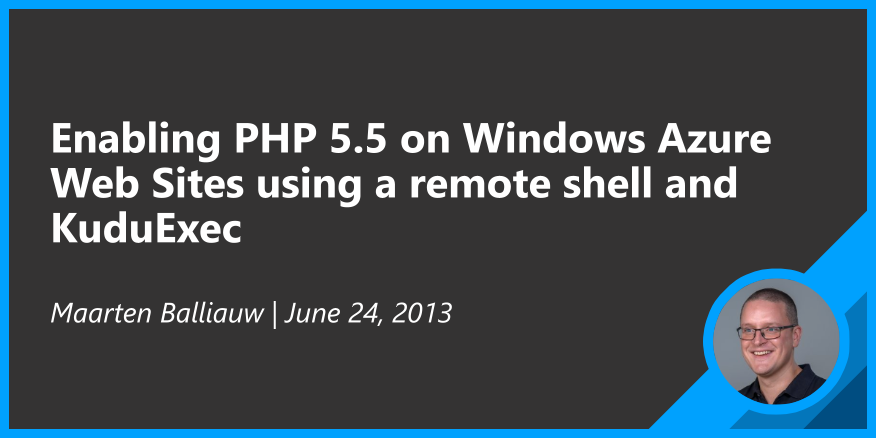 Enabling PHP 5.5 on Windows Azure
Web Sites using a remote shell and
KuduExec
Maarten Balliauw | June 24, 2013